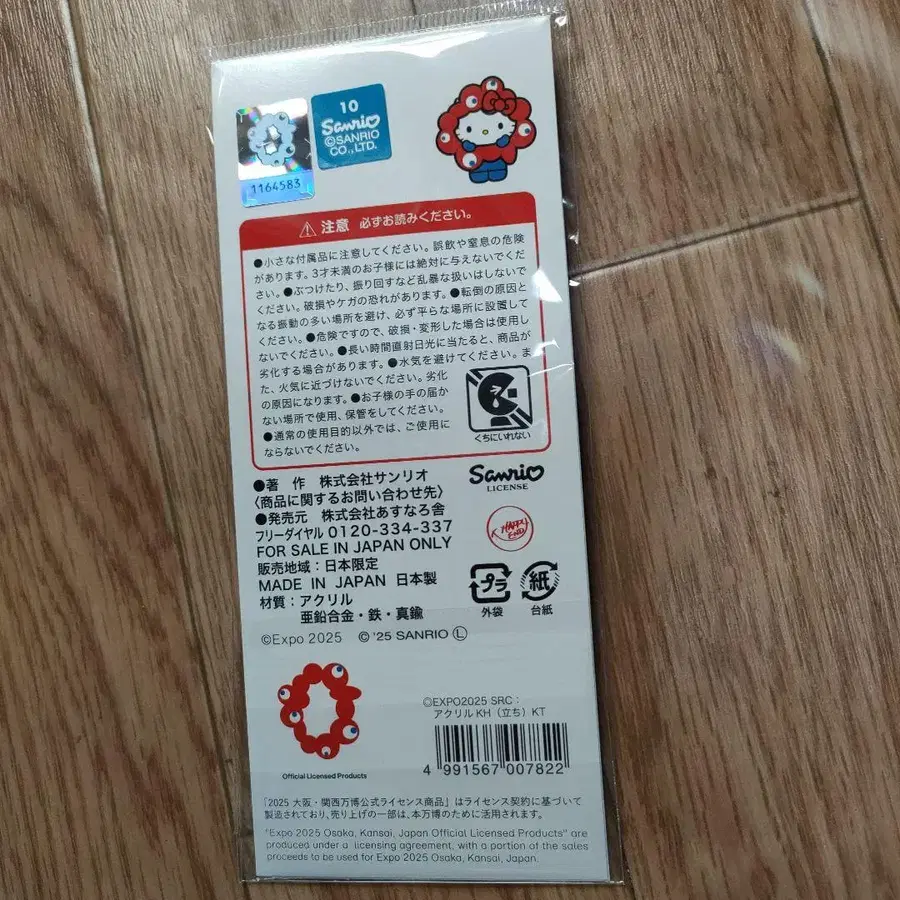 10
Sanrio
©SANRIO
CO.,LTD.
1164583
注意 必ずお読みください。
●小さな付属品に注意してください。誤飲や窒息の危険
があります。3才未満のお子様には絶対に与えないでくだ
さい。●ぶつけたり、振り回すなど乱暴な扱いはしないで
ください。破損やケガの恐れがあります。●転倒の原因と
なる振動の多い場所を避け、必ず平らな場所に設置して
ください。●危険ですので、破損・変形した場合は使用し
ないでください。●長い時間直射日光に当たると、商品が
劣化する場合があります。●水気を避けてください。ま
た、火気に近づけないでください。劣化
の原因になります。●お子様の手の届か
ない場所で使用、保管をしてください。
●通常の使用目的以外では、ご使用に
ならないでください。
くちにいれない
●著 作 株式会社サンリオ
〈商品に関するお問い合わせ先〉
●発売元 株式会社あすなろ舎
フリーダイヤル 0120-334-337
FOR SALE IN JAPAN ONLY
販売地域：日本限定
MADE IN JAPAN 日本製
材質：アクリル
亜鉛合金・鉄・真鍮
©Expo 2025 © '25 SANRIO Ⓛ
Sanrio
LICENSE
HAPPY
END
プラ
外袋
紙
台紙
Official Licensed Products
©EXPO2025 SRC：
アクリルKH（立ち）KT
4 991567 007822
「2025 大阪・関西万博公式ライセンス商品」はライセンス契約に基づいて
製造されており、売り上げの一部は、本万博のために活用されます。
"Expo 2025 Osaka, Kansai, Japan Official Licensed Products" are
produced under a licensing agreement, with a portion of the sales
proceeds to be used for Expo 2025 Osaka, Kansai, Japan.